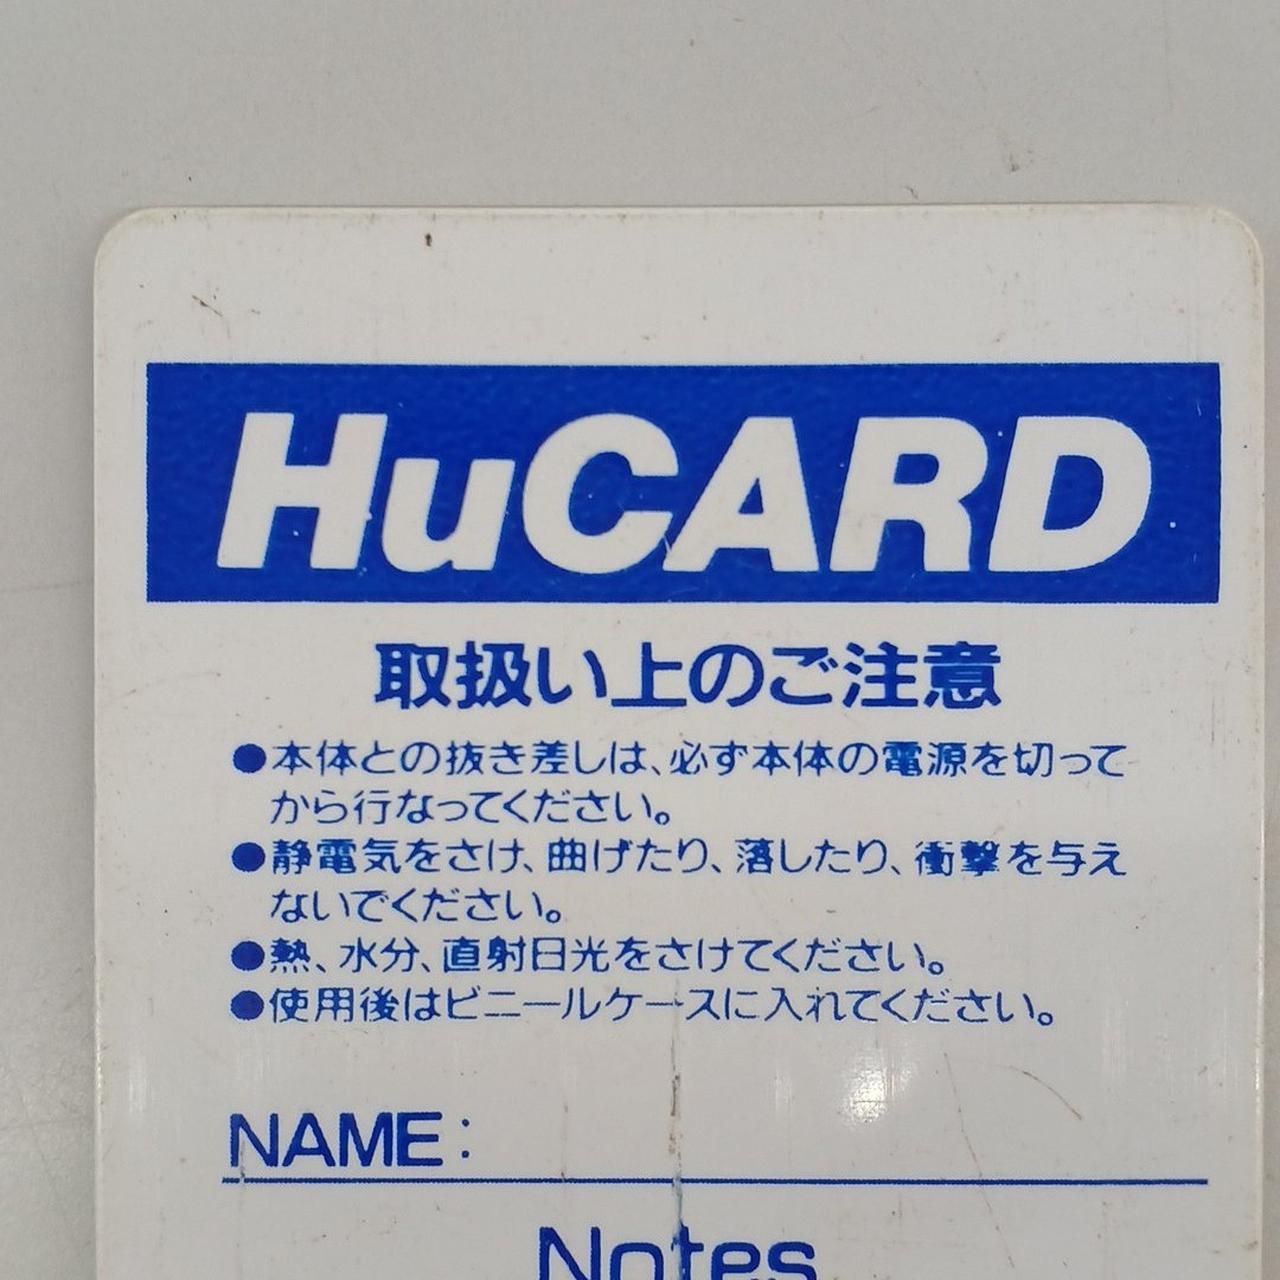 HuCARD
取扱い上のご注意
●本体との抜き差しは、必ず本体の電源を切って
から行なってください。
●静電気をさけ、曲げたり、落したり、衝撃を与え
ないでください。
●熱、水分、直射日光をさけてください。
●使用後はビニールケースに入れてください。
NAME:
Notes